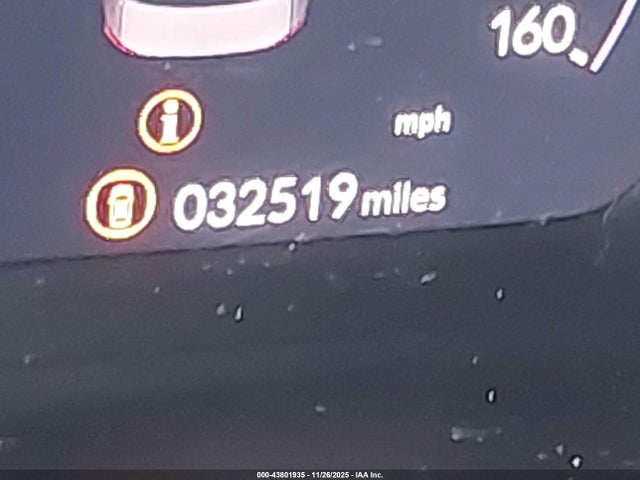 160
mph
032519 miles
000-43801935 - 11/26/2025 - IAA Inc.